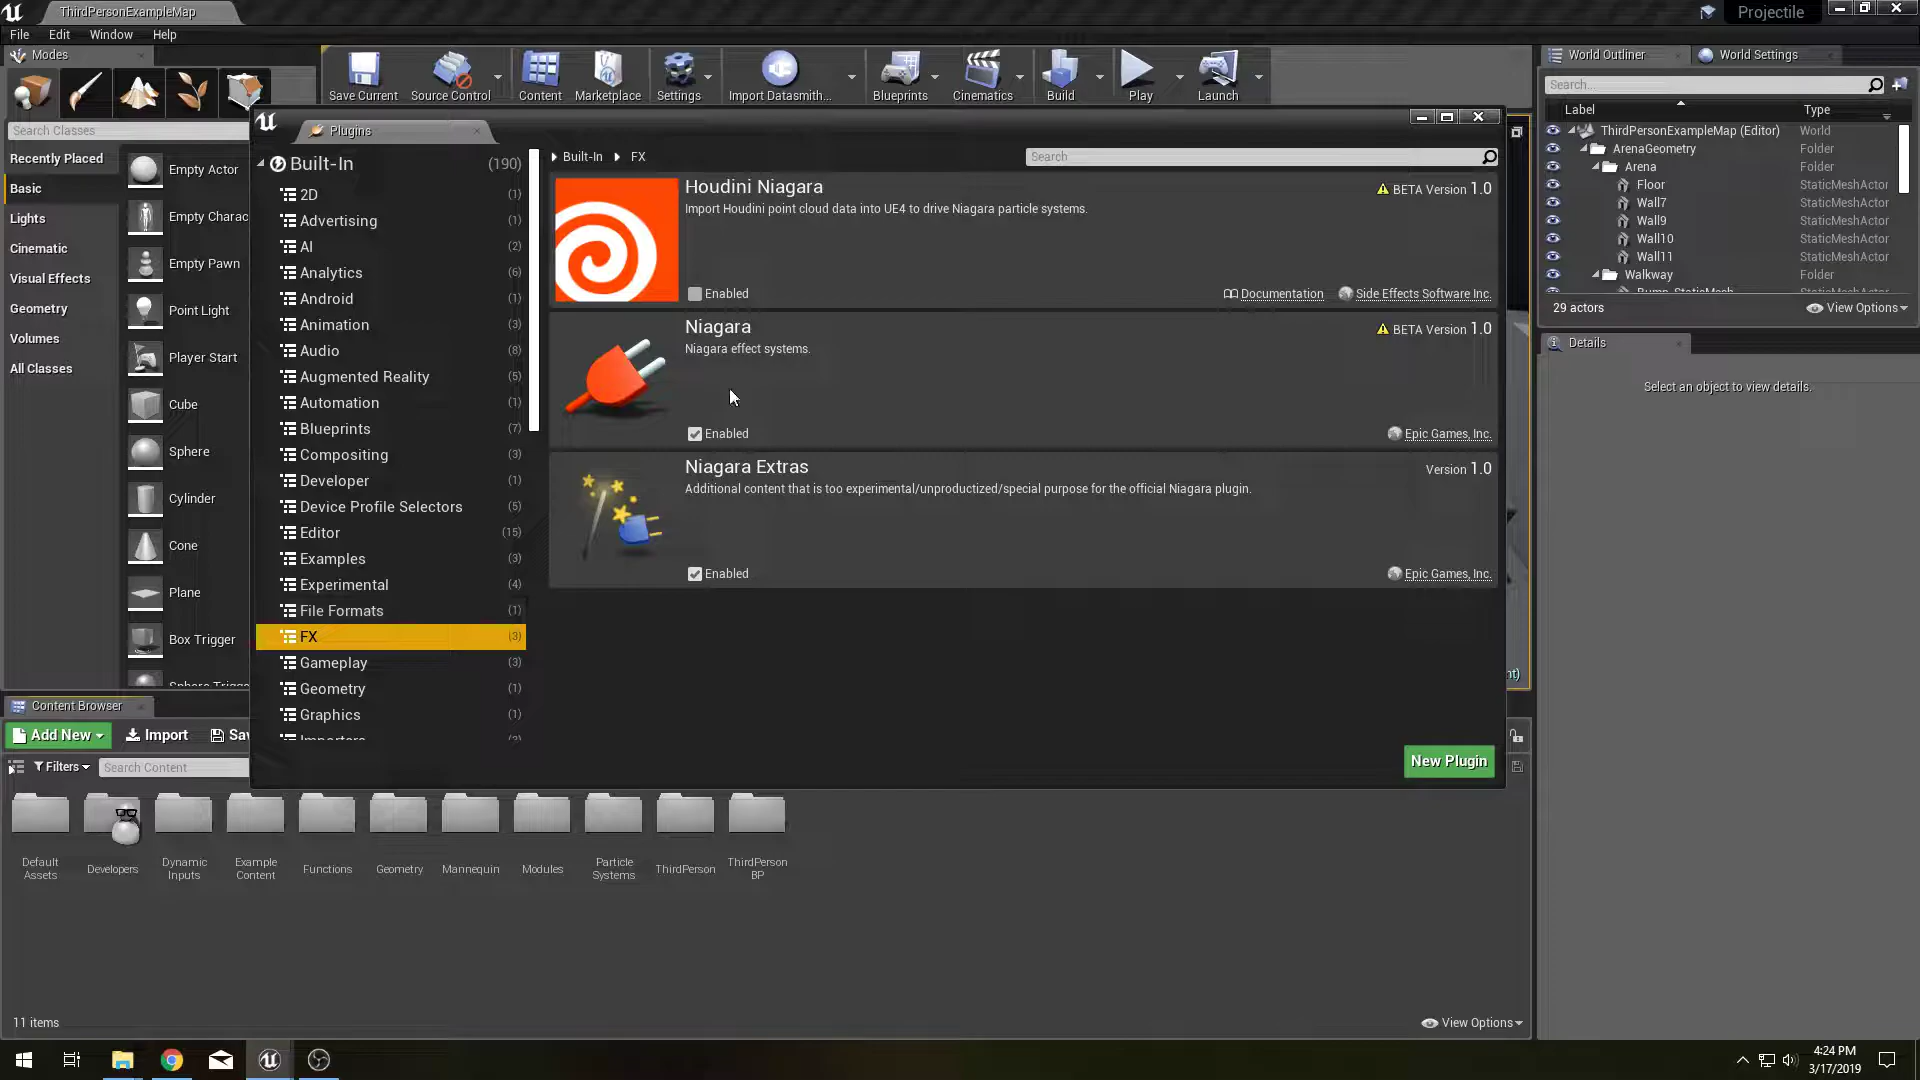 ThirdPersonExampleMap
Projectile
File Edit Window Help
Modes
Save Current
Source Control
Content
Marketplace
Settings
Import Datasmith...
Blueprints
Cinematics
Build
Play
Launch
World Outliner
World Settings
Search...
Label Type
ThirdPersonExampleMap (Editor) World
ArenaGeometry Folder
Arena Folder
Floor StaticMeshActor
Wall7 StaticMeshActor
Wall9 StaticMeshActor
Wall10 StaticMeshActor
Wall11 StaticMeshActor
Walkway Folder
Bump_StaticMesh
29 actors
View Options
Details
Select an object to view details.
Search Classes
Recently Placed
Basic
Lights
Cinematic
Visual Effects
Geometry
Volumes
All Classes
Empty Actor
Empty Charac
Empty Pawn
Point Light
Player Start
Cube
Sphere
Cylinder
Cone
Plane
Box Trigger
Sphere Trigge
Plugins
Built-In (190)
2D (1)
Advertising (1)
AI (2)
Analytics (6)
Android (1)
Animation (3)
Audio (8)
Augmented Reality (5)
Automation (1)
Blueprints (7)
Compositing (3)
Developer (1)
Device Profile Selectors (5)
Editor (15)
Examples (3)
Experimental (4)
File Formats (1)
FX (3)
Gameplay (3)
Geometry (1)
Graphics (1)
Importers (3)
Built-In FX
Search
Houdini Niagara
BETA Version 1.0
Import Houdini point cloud data into UE4 to drive Niagara particle systems.
Enabled
Documentation
Side Effects Software Inc.
Niagara
BETA Version 1.0
Niagara effect systems.
Enabled
Epic Games, Inc.
Niagara Extras
Version 1.0
Additional content that is too experimental/unproductized/special purpose for the official Niagara plugin.
Enabled
Epic Games, Inc.
New Plugin
nt)
Content Browser
Add New
Import
Sav
Filters
Search Content
Default
Assets
Developers
Dynamic
Inputs
Example
Content
Functions
Geometry
Mannequin
Modules
Particle
Systems
ThirdPerson
ThirdPerson
BP
11 items
View Options
4:24 PM
3/17/2019